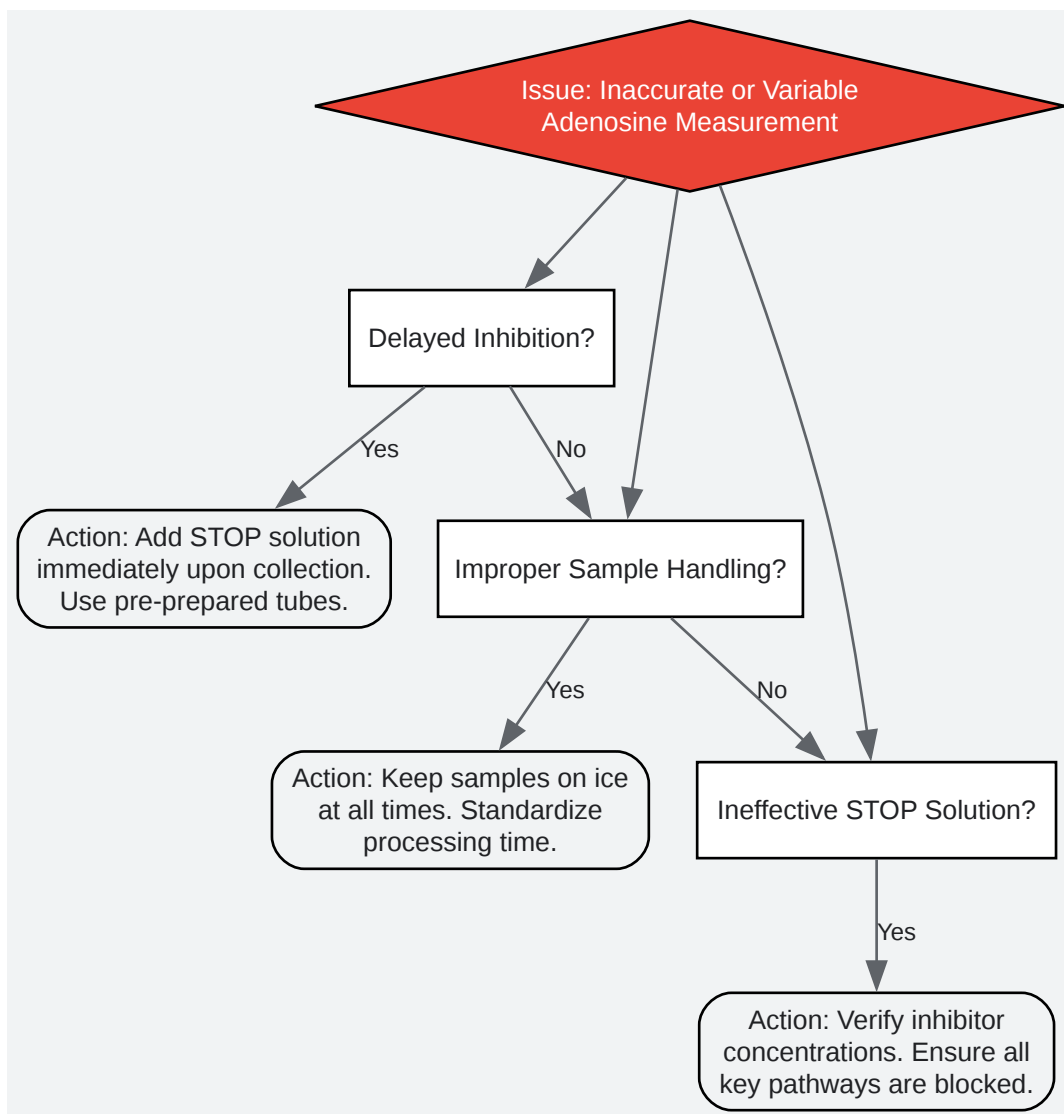 Issue: Inaccurate or Variable
Adenosine Measurement
Delayed Inhibition?
Yes
No
Action: Add STOP solution
immediately upon collection.
Use pre-prepared tubes.
Improper Sample Handling?
Yes
No
Action: Keep samples on ice
at all times. Standardize
processing time.
Ineffective STOP Solution?
Yes
Action: Verify inhibitor
concentrations. Ensure all
key pathways are blocked.